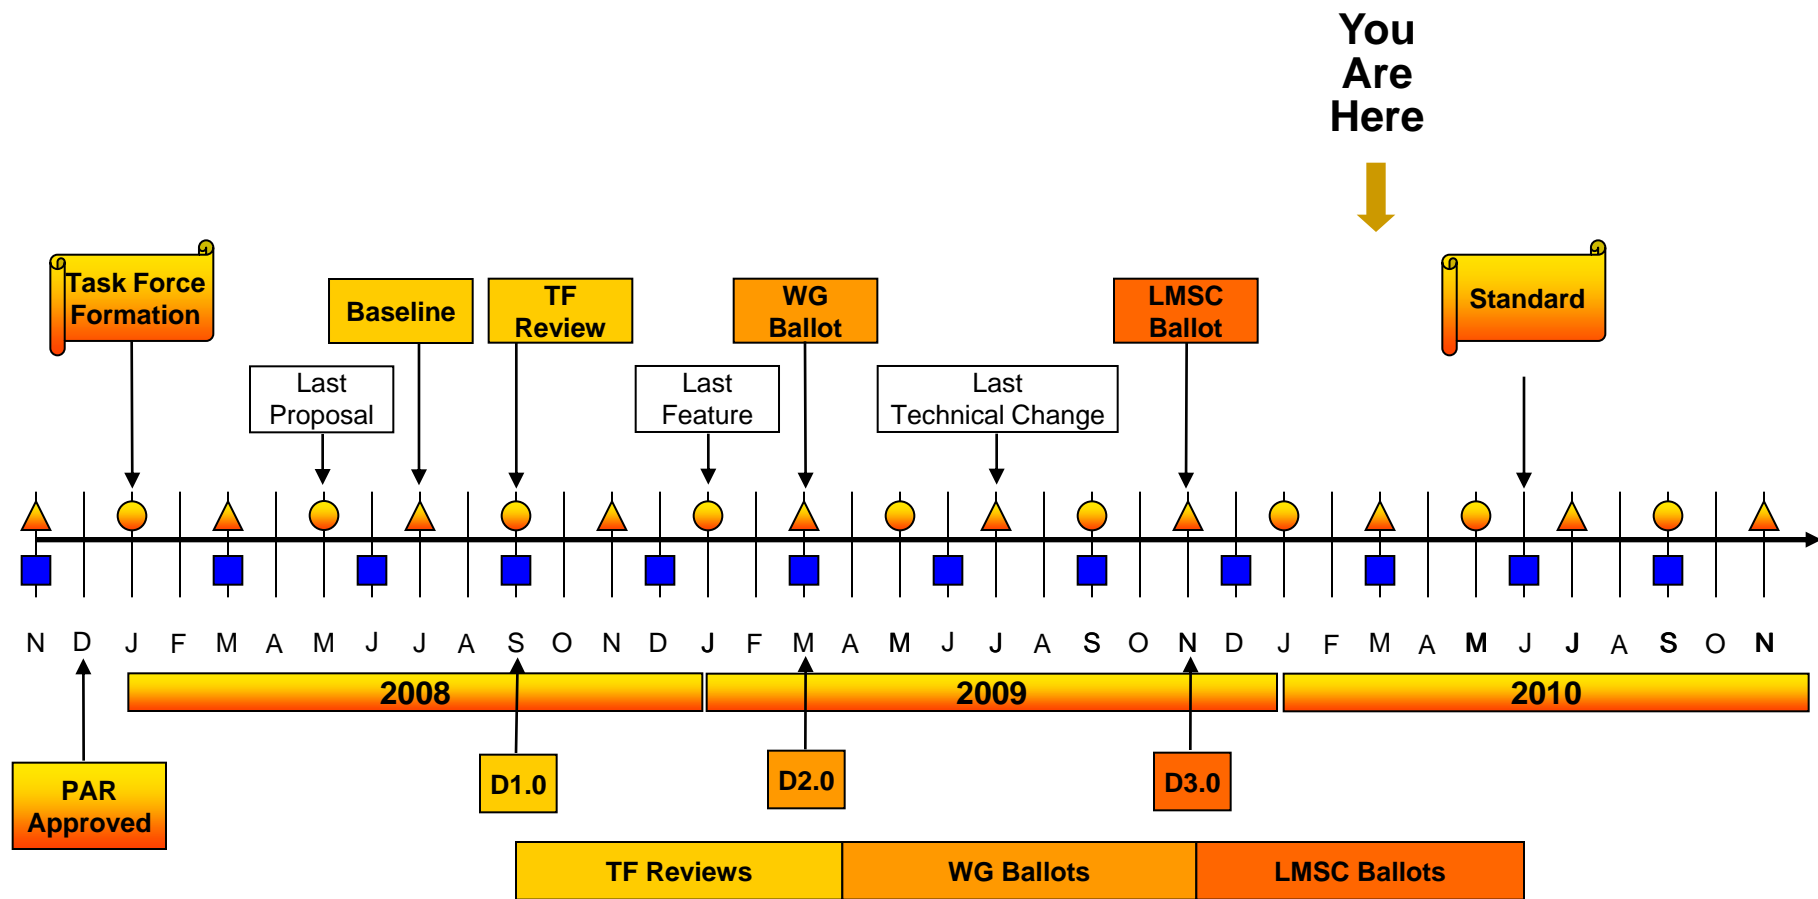 You
Are
Here
Task Force
Formation
Baseline
TF
Review
WG
Ballot
LMSC
Ballot
Standard
Last
Proposal
Last
Feature
Last
Technical Change
N D J F M A M J J A S O N D J F M A M J J A S O N D J F M A M J J A S O N
2008 2009 2010
PAR
Approved
D1.0
D2.0
D3.0
TF Reviews WG Ballots LMSC Ballots